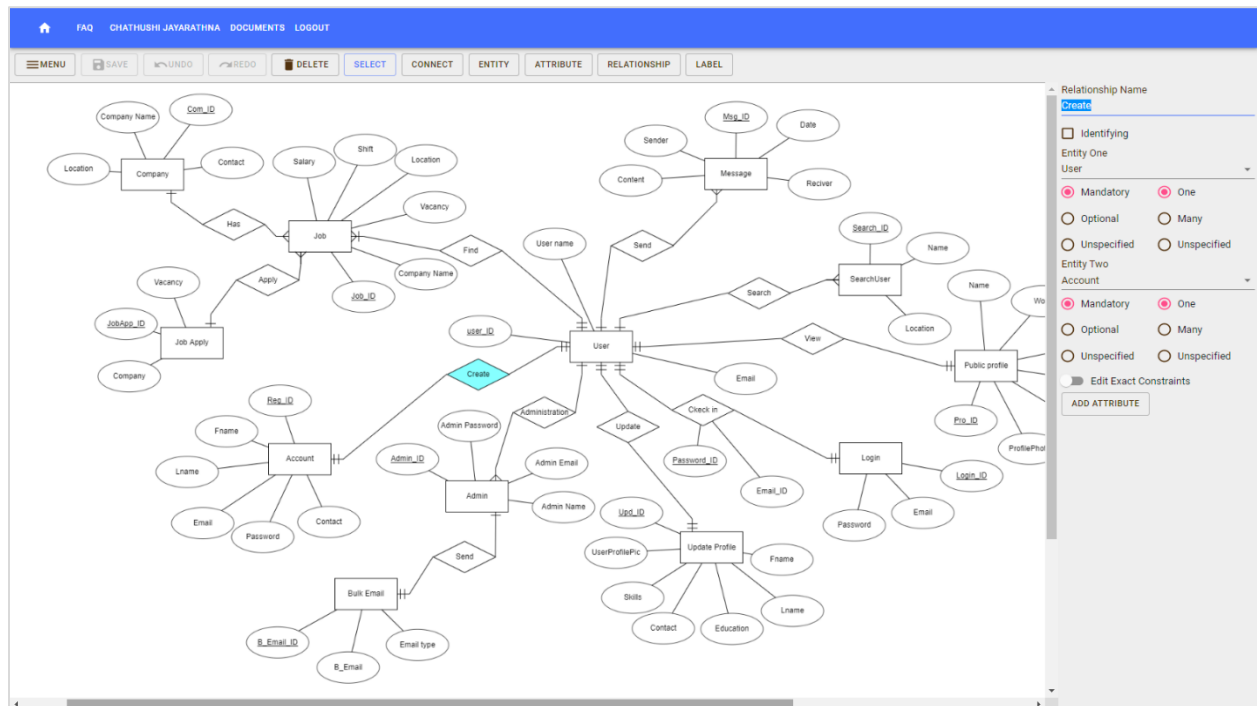 FAQ CHATHUSHI JAYARATHNA DOCUMENTS LOGOUT
MENU SAVE UNDO REDO DELETE SELECT CONNECT ENTITY ATTRIBUTE RELATIONSHIP LABEL
Company Name
Com_ID
Location
Contact
Company
Has
Salary
Shift
Location
Vacancy
Company Name
Job_ID
Job
Find
Apply
Vacancy
JobApp_ID
Company
Job Apply
User name
user_ID
User
Email
Sender
Msg_ID
Date
Content
Reciver
Message
Send
Search_ID
Name
Location
SearchUser
Search
View
Name
Wo
Public profile
Pro_ID
ProfilePhot
Create
Reg_ID
Fname
Lname
Account
Email
Password
Contact
Administration
Admin Password
Admin_ID
Admin Email
Admin Name
Admin
Send
Bulk Email
B_Email_ID
B_Email
Email type
Update
Ckeck in
Password_ID
Email_ID
Login
Login_ID
Password
Email
Upd_ID
UserProfilePic
Update Profile
Fname
Skills
Lname
Contact
Education
Relationship Name
Create
Identifying
Entity One
User
Mandatory One
Optional Many
Unspecified Unspecified
Entity Two
Account
Mandatory One
Optional Many
Unspecified Unspecified
Edit Exact Constraints
ADD ATTRIBUTE